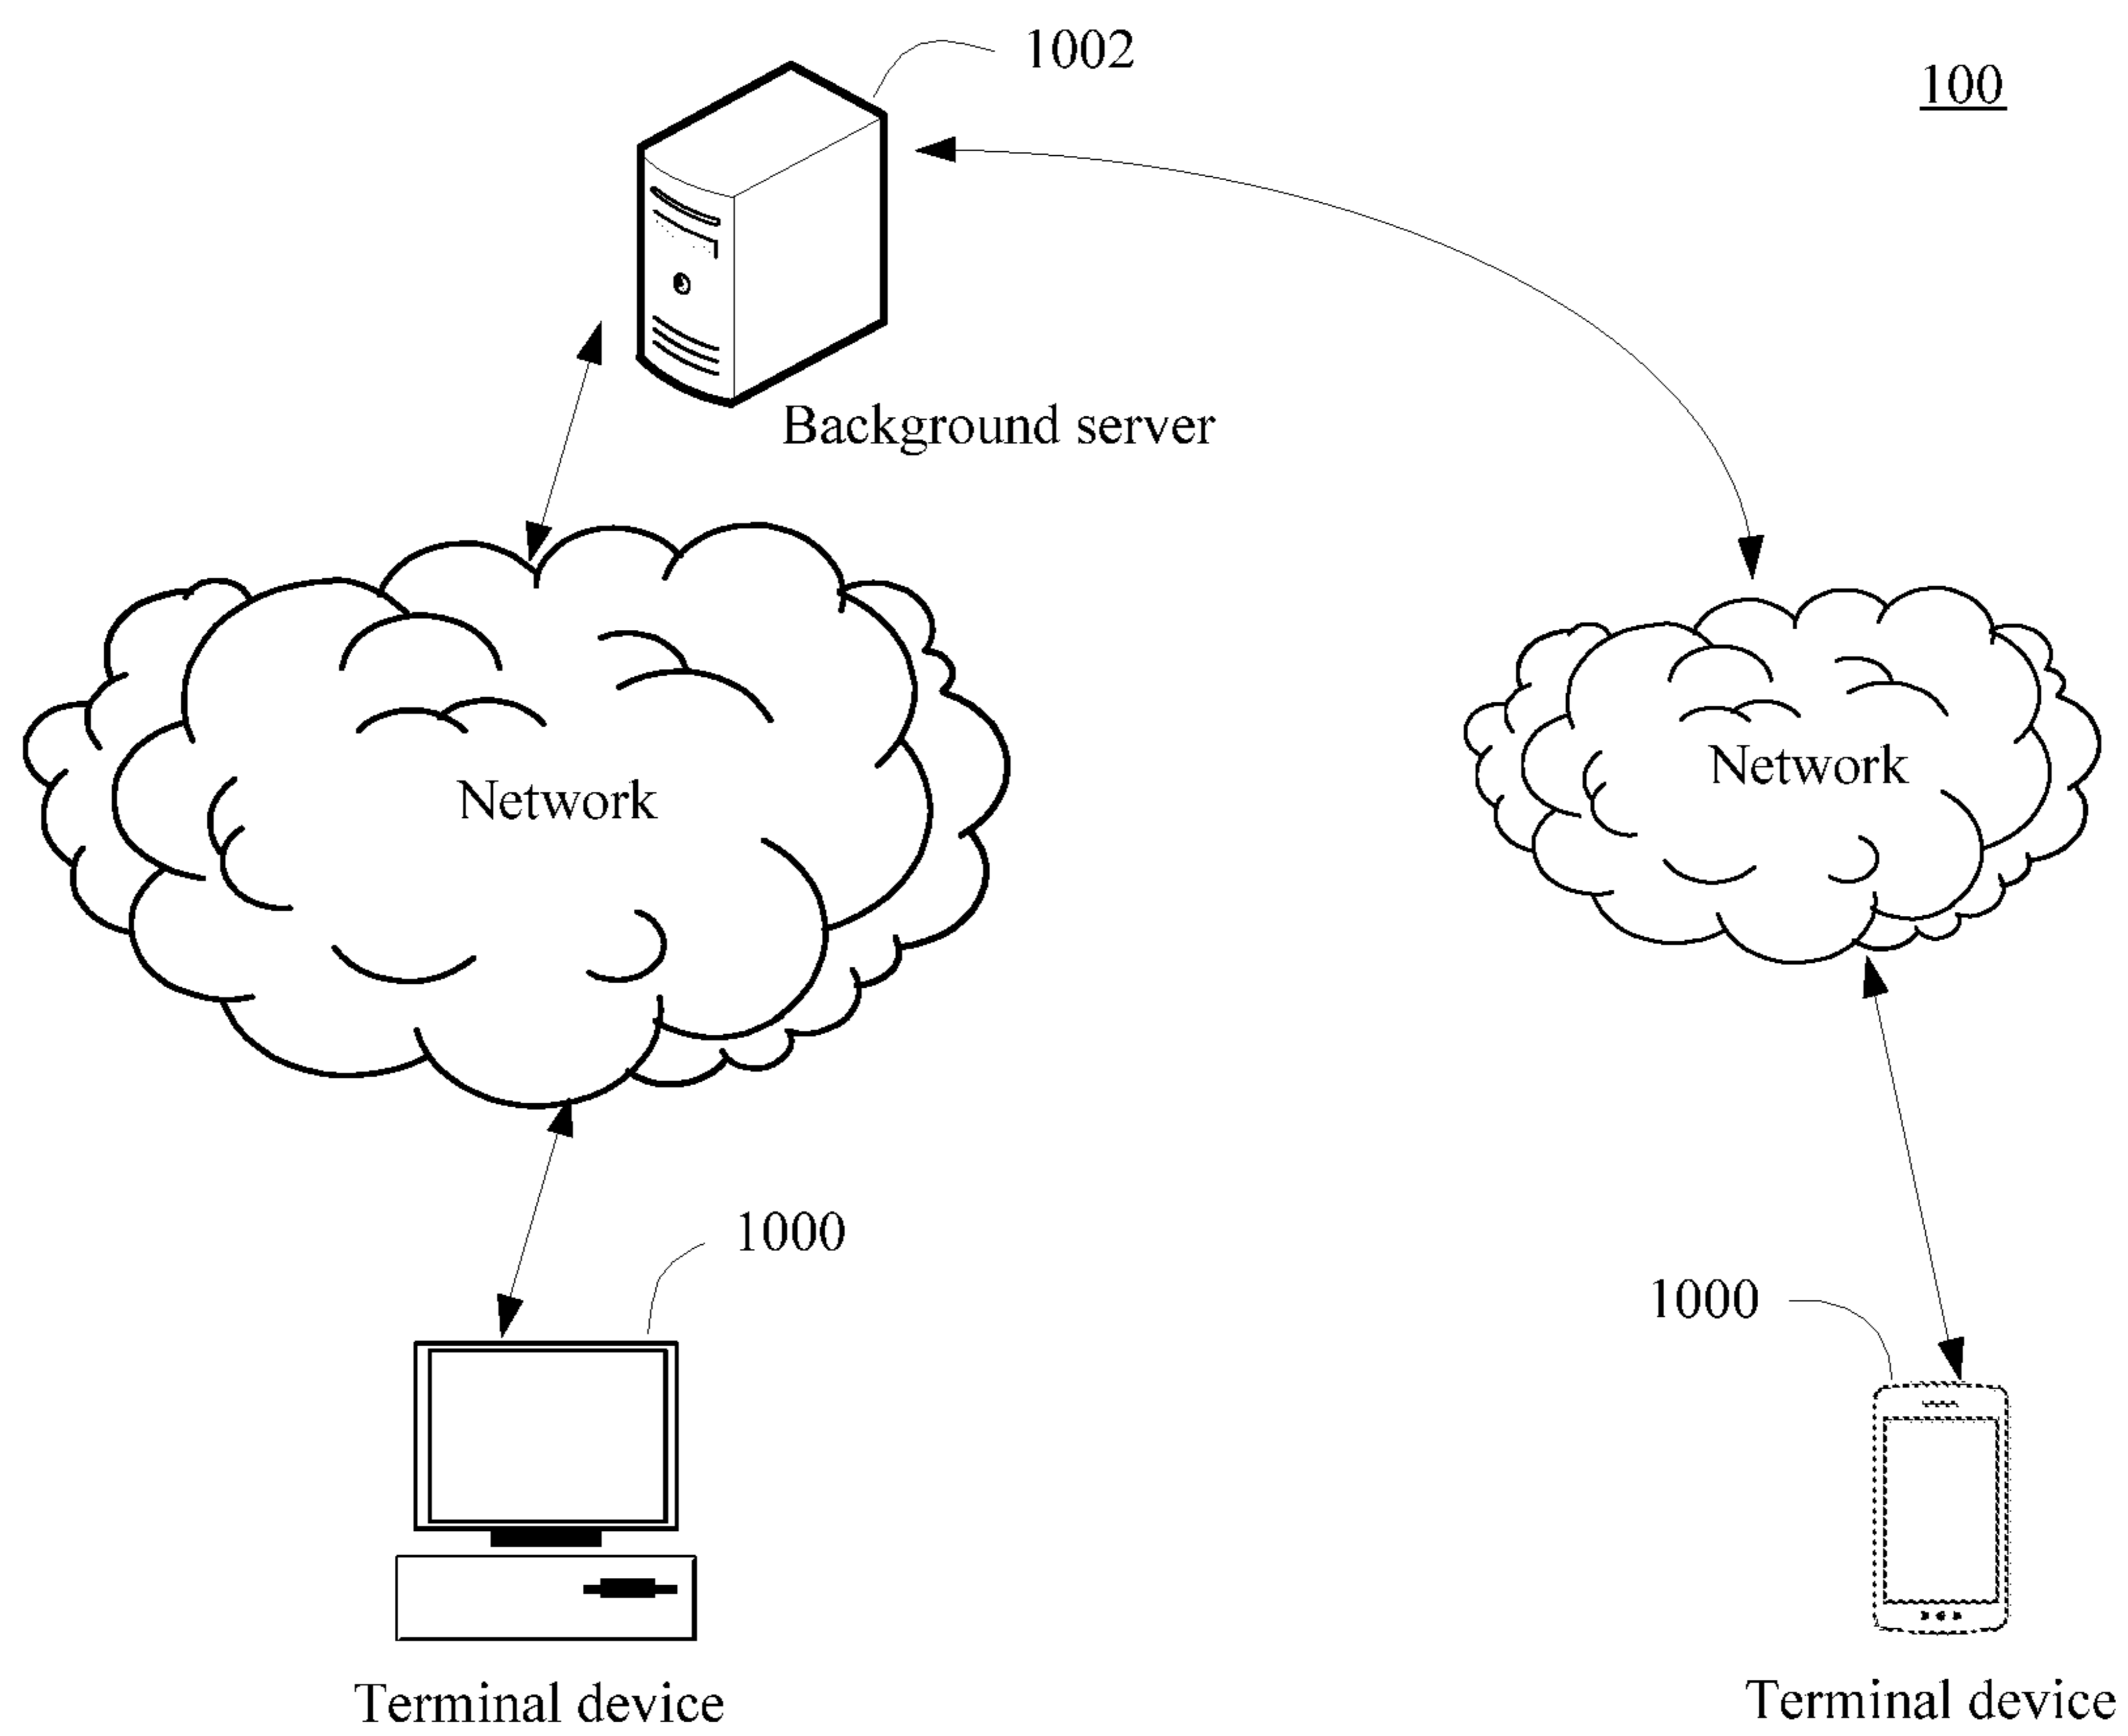 1002
100
Background server
Network
Network
1000
1000
Terminal device
Terminal device